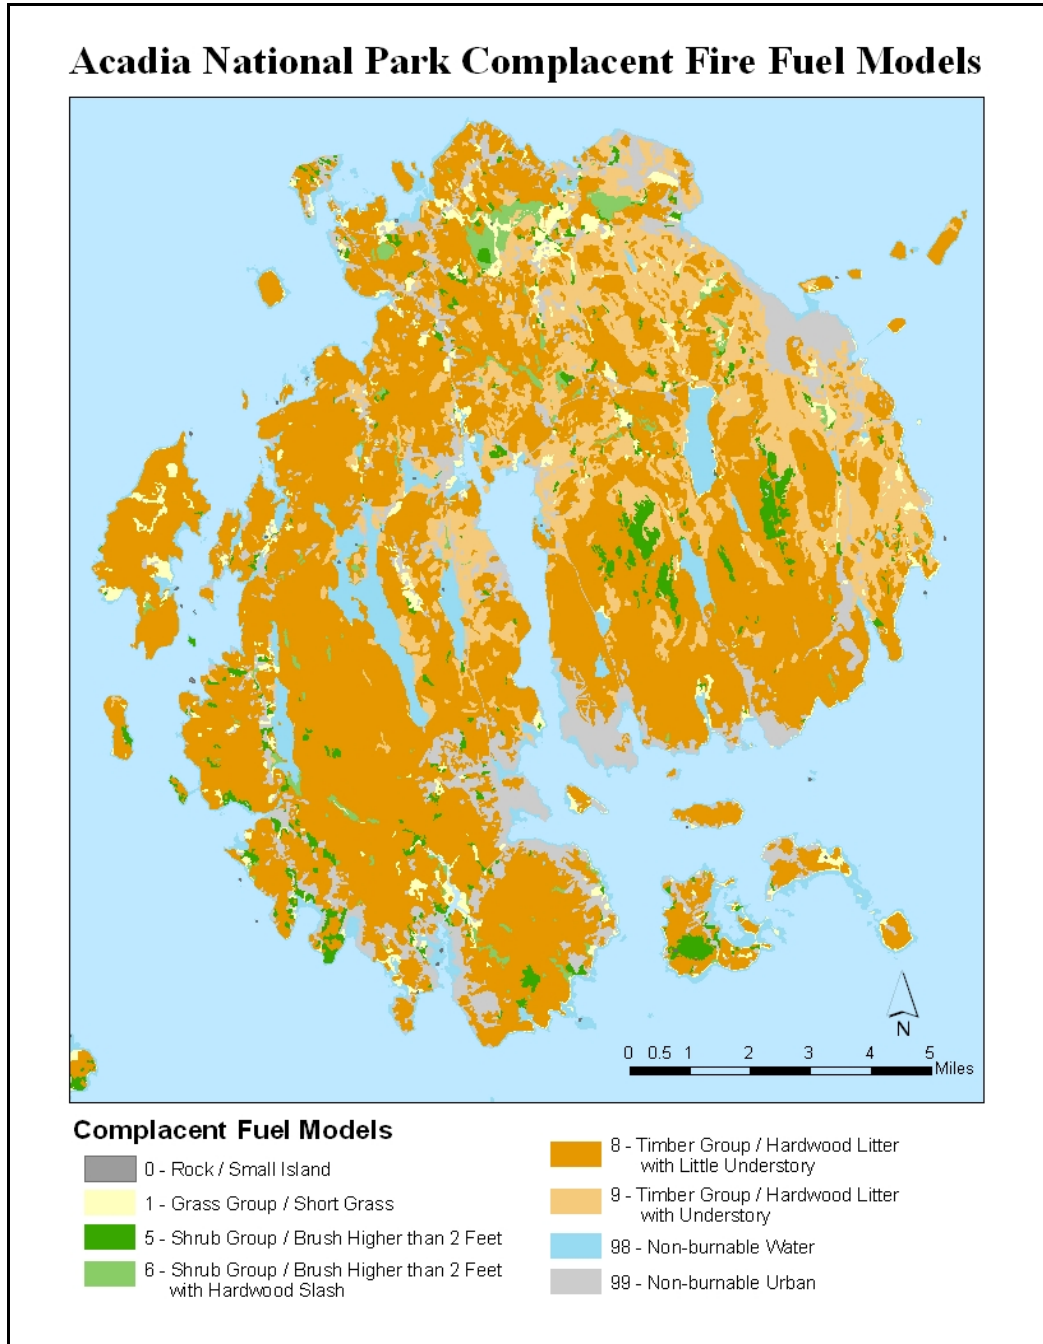 Acadia National Park Complacent Fire Fuel Models
N
0 0.5 1 2 3 4 5
Miles
Complacent Fuel Models
0 - Rock / Small Island
1 - Grass Group / Short Grass
5 - Shrub Group / Brush Higher than 2 Feet
6 - Shrub Group / Brush Higher than 2 Feet
with Hardwood Slash
8 - Timber Group / Hardwood Litter
with Little Understory
9 - Timber Group / Hardwood Litter
with Understory
98 - Non-burnable Water
99 - Non-burnable Urban